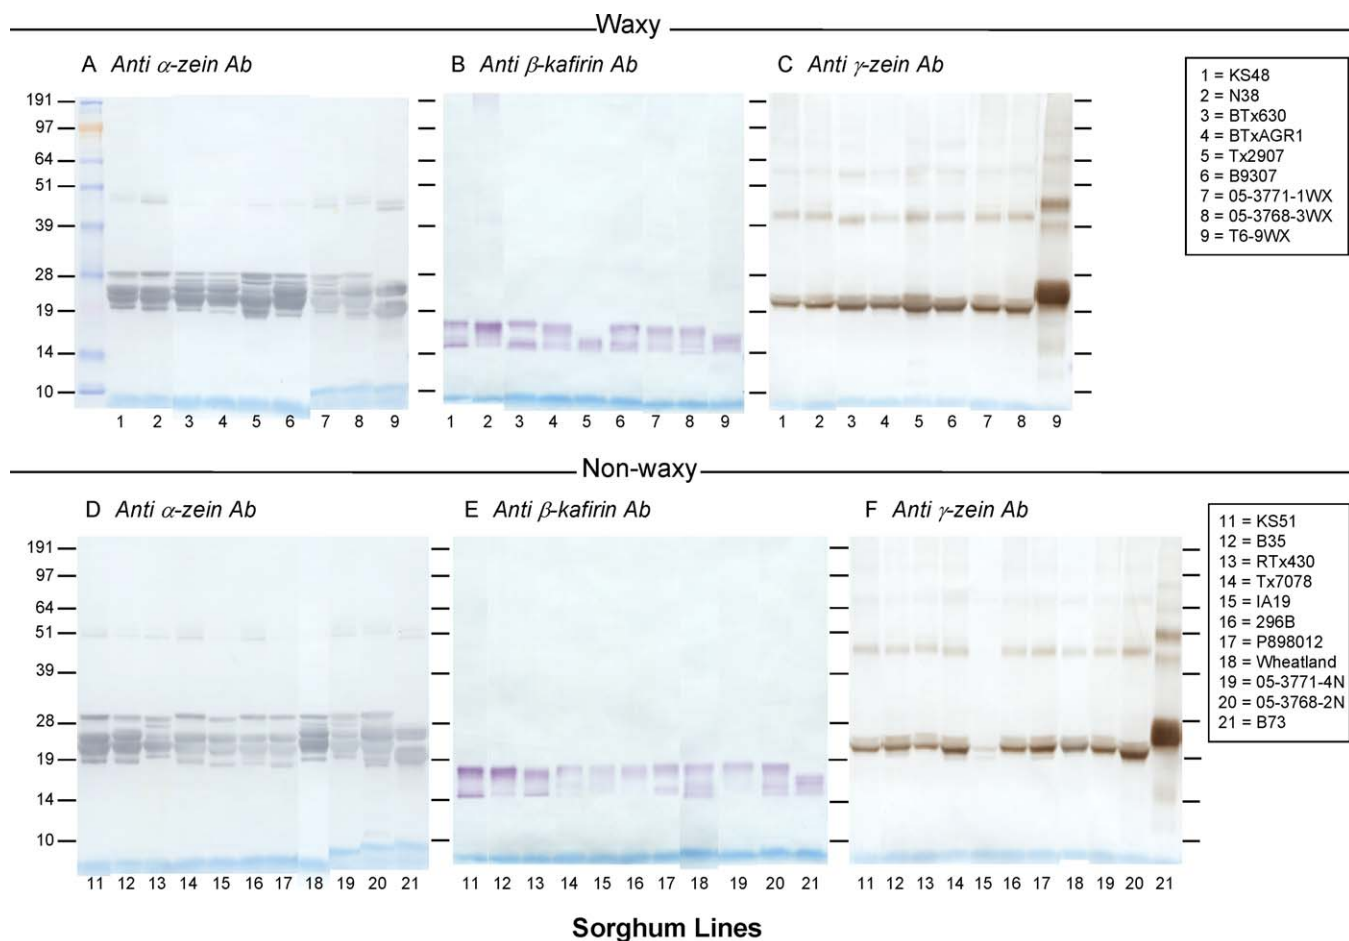 Waxy
A Anti α-zein Ab
B Anti β-kafirin Ab
C Anti γ-zein Ab
191
97
64
51
39
28
19
14
10
1 2 3 4 5 6 7 8 9
1 2 3 4 5 6 7 8 9
1 2 3 4 5 6 7 8 9
1 = KS48
2 = N38
3 = BTx630
4 = BTxAGR1
5 = Tx2907
6 = B9307
7 = 05-3771-1WX
8 = 05-3768-3WX
9 = T6-9WX
Non-waxy
D Anti α-zein Ab
E Anti β-kafirin Ab
F Anti γ-zein Ab
191
97
64
51
39
28
19
14
10
11 12 13 14 15 16 17 18 19 20 21
11 12 13 14 15 16 17 18 19 20 21
11 12 13 14 15 16 17 18 19 20 21
11 = KS51
12 = B35
13 = RTx430
14 = Tx7078
15 = IA19
16 = 296B
17 = P898012
18 = Wheatland
19 = 05-3771-4N
20 = 05-3768-2N
21 = B73
Sorghum Lines